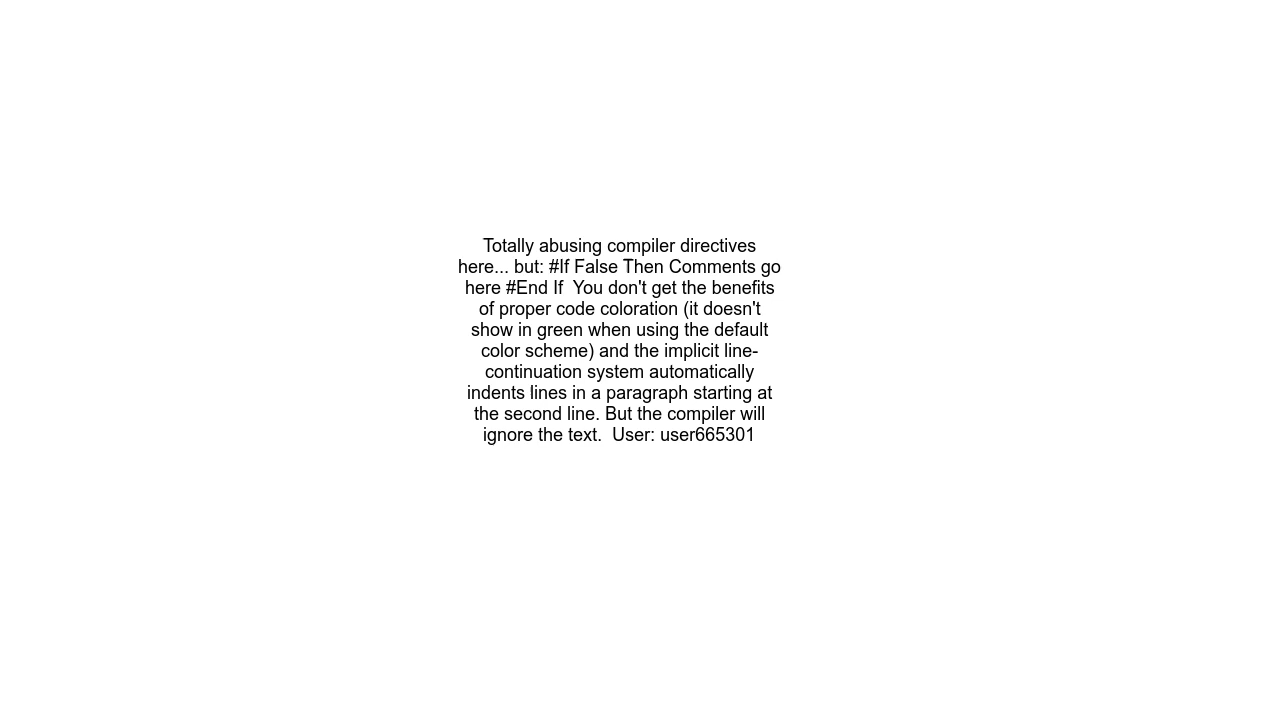 Totally abusing compiler directives
here... but: #If False Then Comments go
here #End If  You don't get the benefits
of proper code coloration (it doesn't
show in green when using the default
color scheme) and the implicit line-
continuation system automatically
indents lines in a paragraph starting at
the second line. But the compiler will
ignore the text.  User: user665301